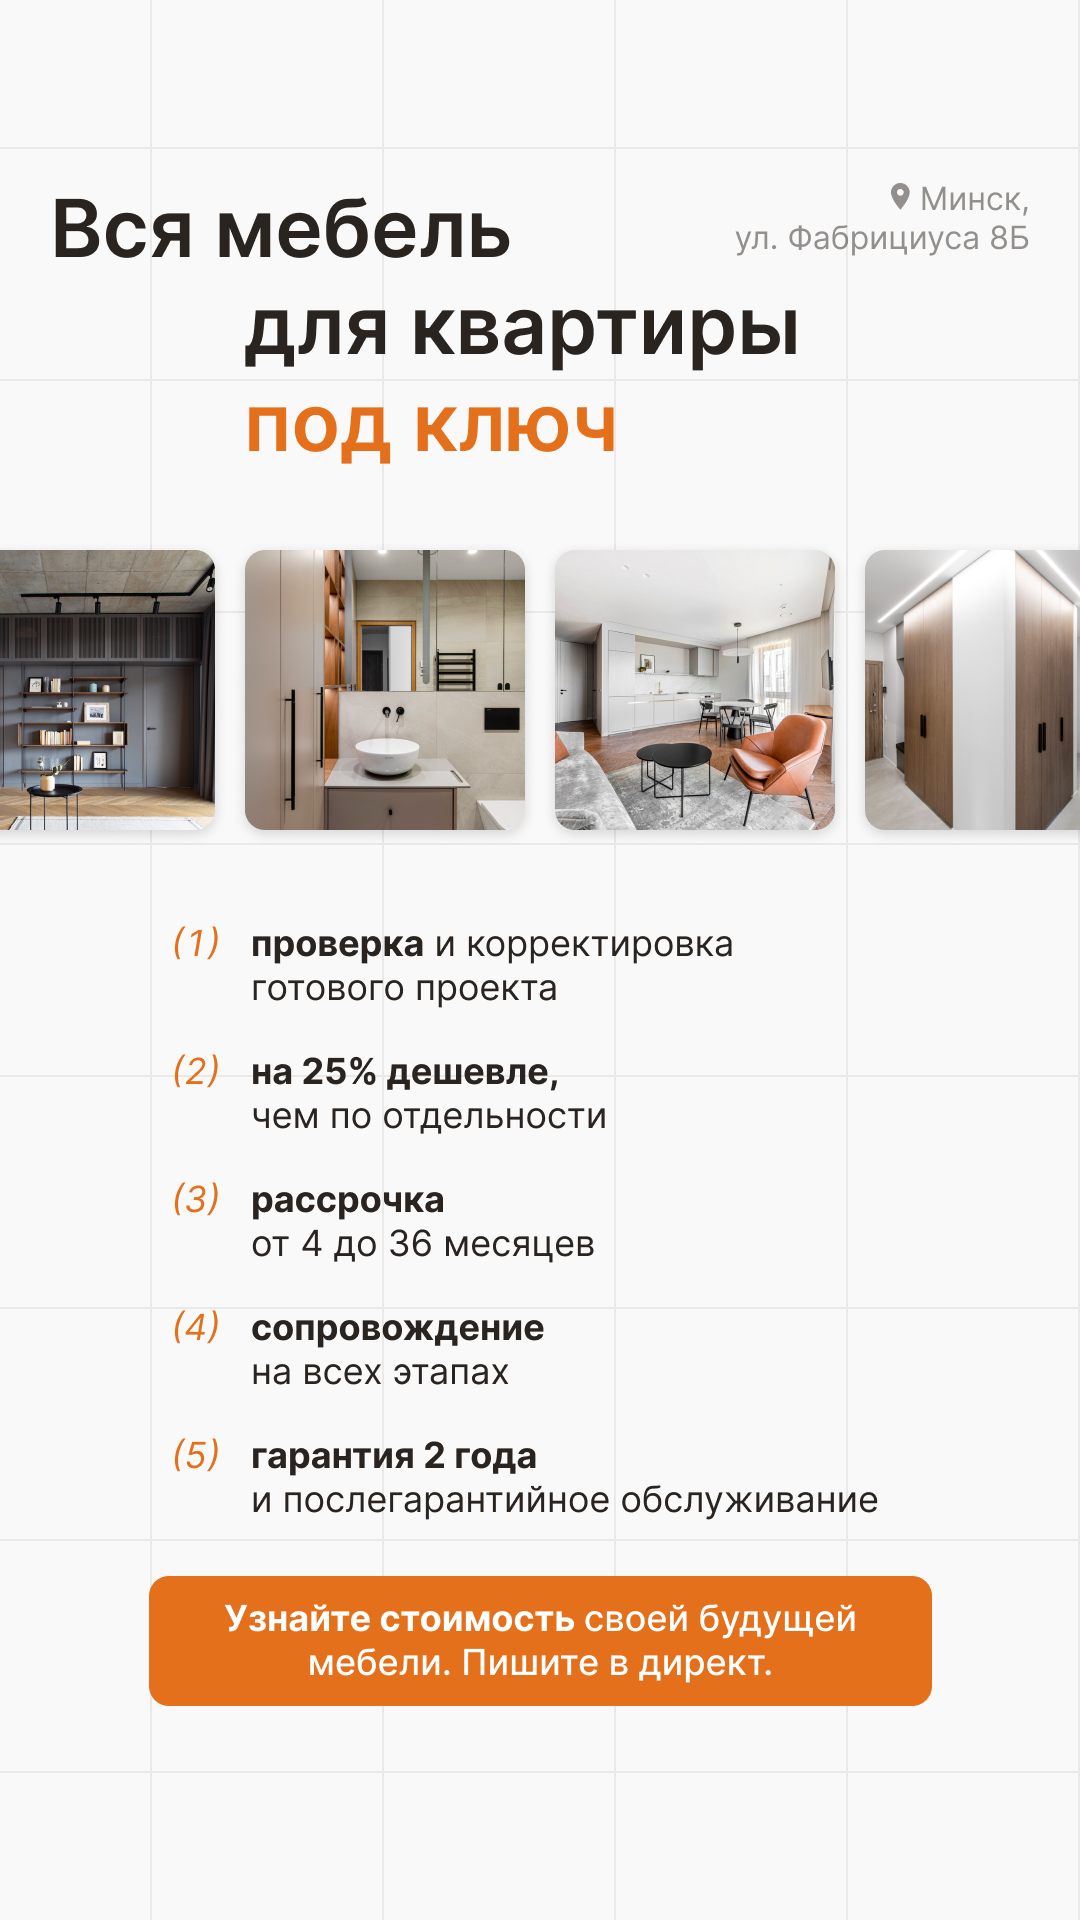 Вся мебель
для квартиры
под ключ
Минск,
ул. Фабрициуса 8Б
(1) проверка и корректировка
готового проекта
(2) на 25% дешевле,
чем по отдельности
(3) рассрочка
от 4 до 36 месяцев
(4) сопровождение
на всех этапах
(5) гарантия 2 года
и послегарантийное обслуживание
Узнайте стоимость своей будущей
мебели. Пишите в директ.